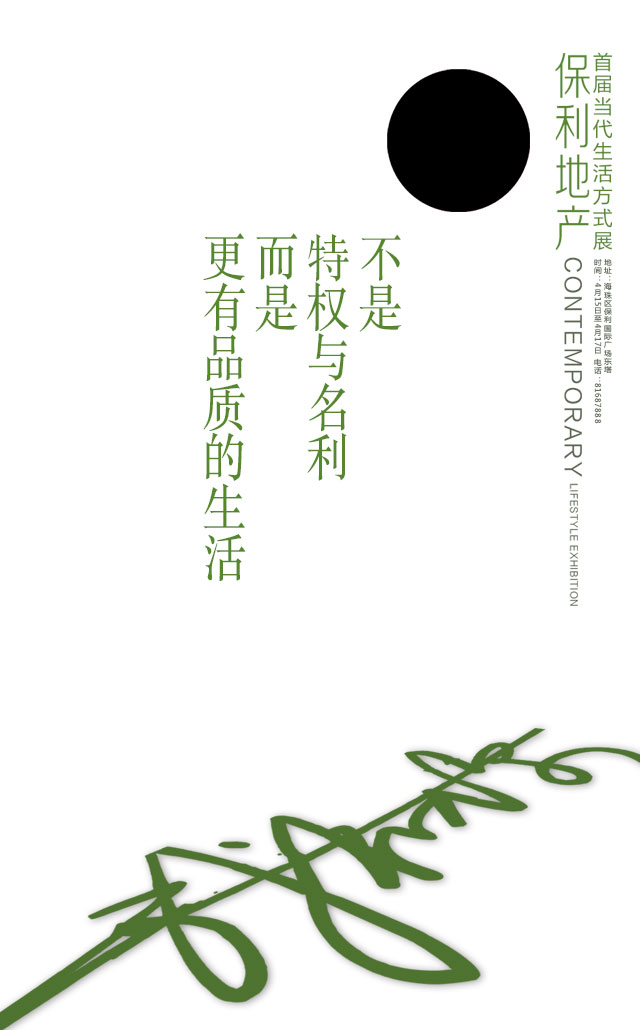 首届当代生活方式展
保利地产
地址：海珠区保利国际广场东塔
时间：4月15日至4月17日 电话：81687888
CONTEMPORARY LIFESTYLE EXHIBITION
不是
特权与名利
而是
更有品质的生活